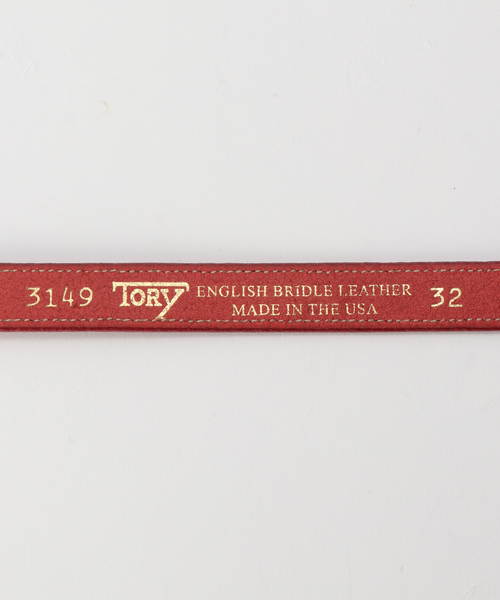 3149 TORY ENGLISH BRIDLE LEATHER 32
MADE IN THE USA